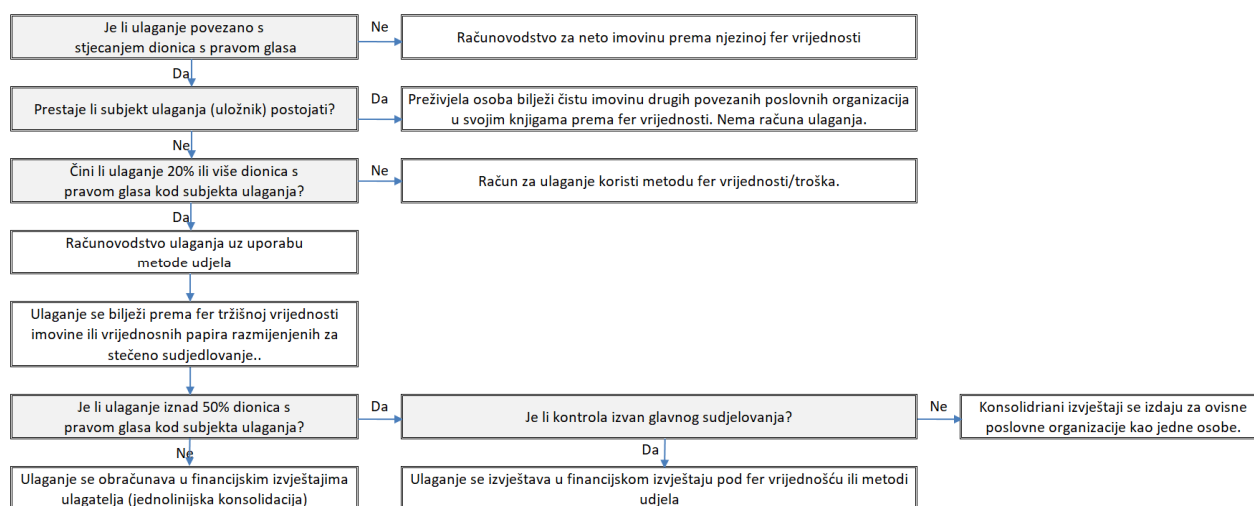 Je li ulaganje povezano s
stjecanjem dionica s pravom glasa
Ne
Računovodstvo za neto imovinu prema njezinoj fer vrijednosti
Da
Prestaje li subjekt ulaganja (uložnik) postojati?
Da
Preživjela osoba bilježi čistu imovinu drugih povezanih poslovnih organizacija
u svojim knjigama prema fer vrijednosti. Nema računa ulaganja.
Ne
Čini li ulaganje 20% ili više dionica s
pravom glasa kod subjekta ulaganja?
Ne
Račun za ulaganje koristi metodu fer vrijednosti/troška.
Da
Računovodstvo ulaganja uz uporabu
metode udjela
Ulaganje se bilježi prema fer tržišnoj vrijednosti
imovine ili vrijednosnih papira razmijenjenih za
stečeno sudjedlovanje..
Je li ulaganje iznad 50% dionica s
pravom glasa kod subjekta ulaganja?
Da
Je li kontrola izvan glavnog sudjelovanja?
Ne
Konsolidriani izvještaji se izdaju za ovisne
poslovne organizacije kao jedne osobe.
Ne
Da
Ulaganje se obračunava u financijskim izvještajima
ulagatelja (jednolinijska konsolidacija)
Ulaganje se izvještava u financijskom izvještaju pod fer vrijednošću ili metodi
udjela